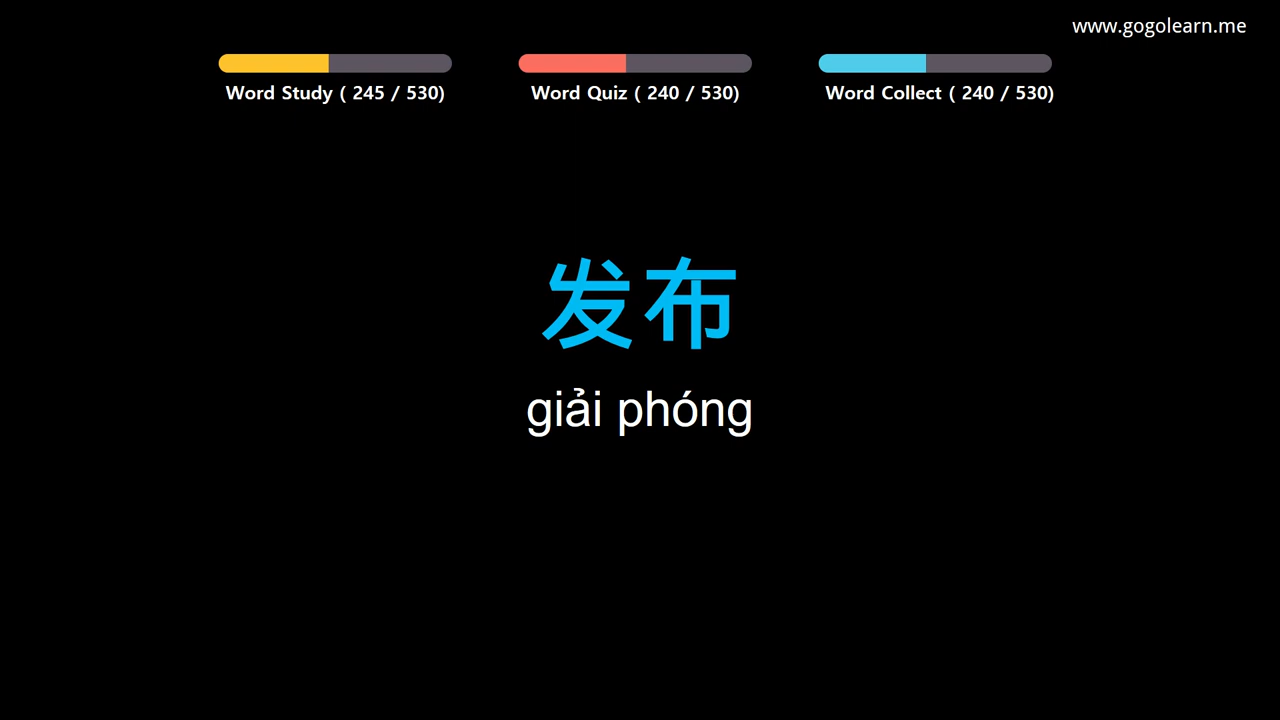 www.gogolearn.me
Word Study ( 245 / 530)
Word Quiz ( 240 / 530)
Word Collect ( 240 / 530)
发布
giải phóng